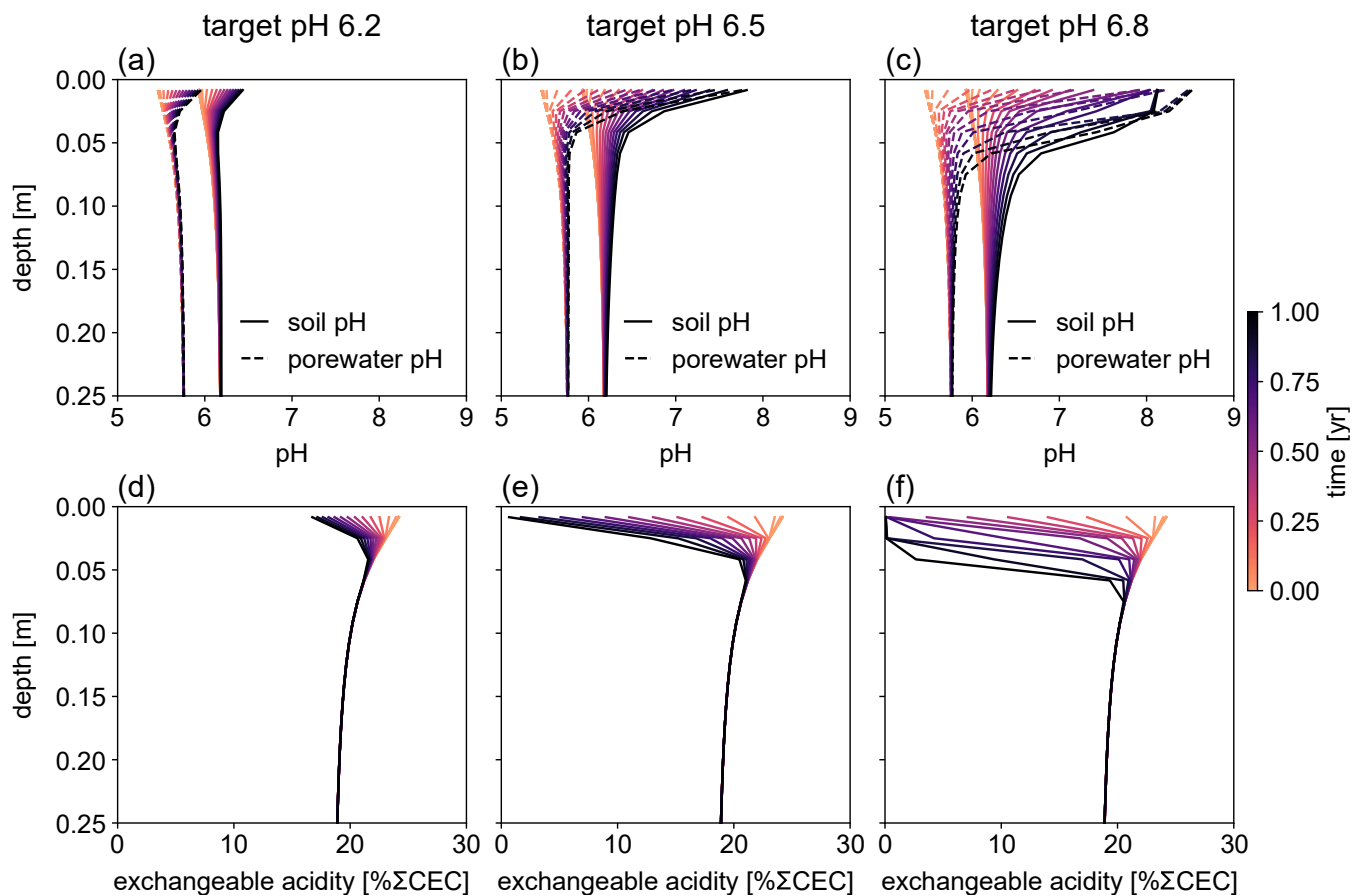 target pH 6.2
target pH 6.5
target pH 6.8
(a)
(b)
(c)
0.00
0.05
0.10
0.15
0.20
0.25
depth [m]
soil pH
porewater pH
soil pH
porewater pH
soil pH
porewater pH
5 6 7 8 9
5 6 7 8 9
5 6 7 8 9
pH
pH
pH
1.00
0.75
0.50
0.25
0.00
time [yr]
(d)
(e)
(f)
0.00
0.05
0.10
0.15
0.20
0.25
depth [m]
0 10 20 30
0 10 20 30
0 10 20 30
exchangeable acidity [%ΣCEC]
exchangeable acidity [%ΣCEC]
exchangeable acidity [%ΣCEC]